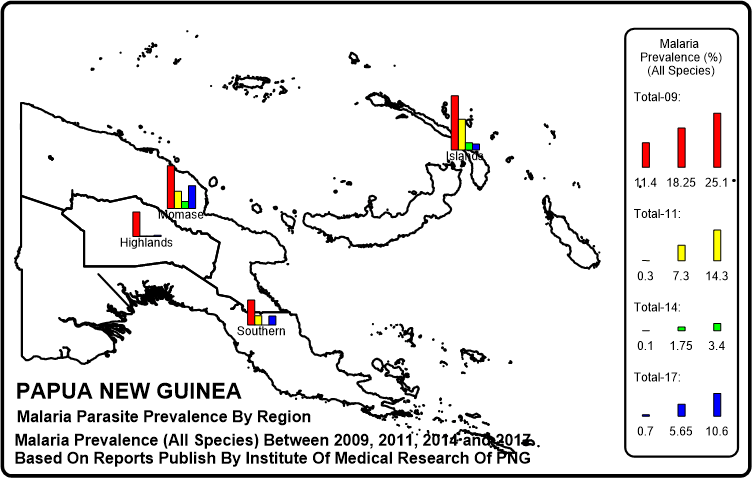 Islands
Momase
Highlands
Southern
PAPUA NEW GUINEA
Malaria Parasite Prevalence By Region
Malaria Prevalence (All Species) Between 2009, 2011, 2014 and 2017.
Based On Reports Publish By Institute Of Medical Research Of PNG
Malaria
Prevalence (%)
(All Species)
Total-09:
11.4 18.25 25.1
Total-11:
0.3 7.3 14.3
Total-14:
0.1 1.75 3.4
Total-17:
0.7 5.65 10.6